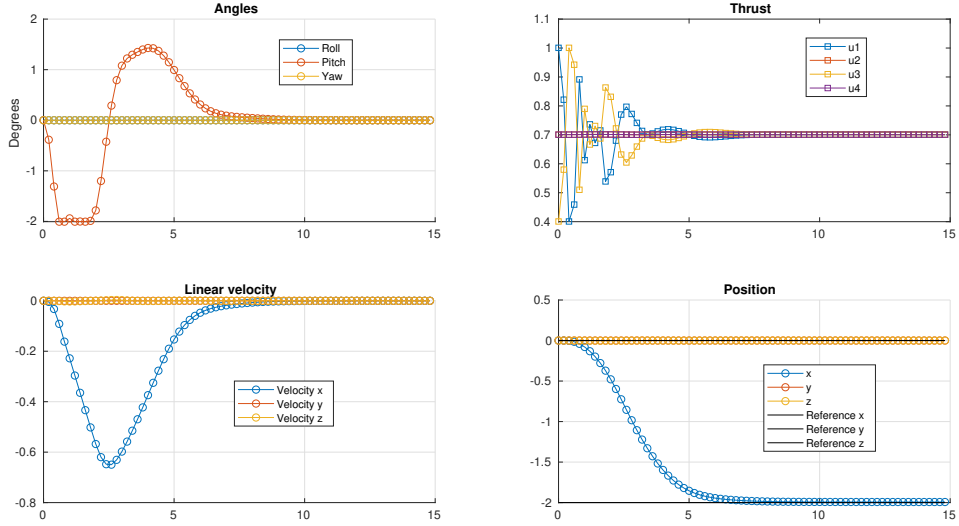 Angles
Degrees
2
1
0
-1
-2
0
5
10
15
Roll
Pitch
Yaw
Thrust
1.1
1
0.9
0.8
0.7
0.6
0.5
0.4
0
5
10
15
u1
u2
u3
u4
Linear velocity
0
-0.2
-0.4
-0.6
-0.8
0
5
10
15
Velocity x
Velocity y
Velocity z
Position
0.5
0
-0.5
-1
-1.5
-2
0
5
10
15
x
y
z
Reference x
Reference y
Reference z